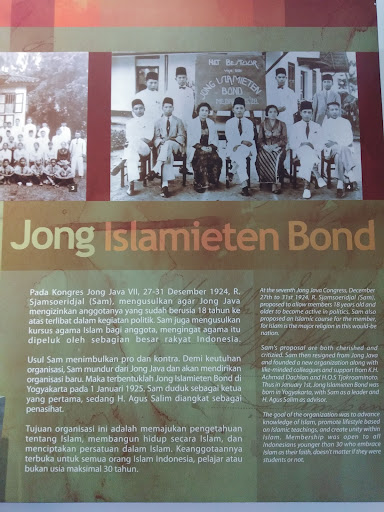 HET BESTUUR
VAN DEN
JONG ISLAMIETEN
BOND
Jong Islamieten Bond
Pada Kongres Jong Java VII, 27-31 Desember 1924, R.
Sjamsoeridjal (Sam), mengusulkan agar Jong Java
mengizinkan anggotanya yang sudah berusia 18 tahun ke
atas terlibat dalam kegiatan politik. Sam juga mengusulkan
kursus agama Islam bagi anggota, mengingat agama itu
dipeluk oleh sebagian besar rakyat Indonesia.
Usul Sam menimbulkan pro dan kontra. Demi keutuhan
organisasi, Sam mundur dari Jong Java dan akan mendirikan
organisasi baru. Maka terbentuklah Jong Islamieten Bond di
Yogyakarta pada 1 Januari 1925. Sam duduk sebagai ketua
yang pertama, sedang H. Agus Salim diangkat sebagai
penasihat.
Tujuan organisasi ini adalah memajukan pengetahuan
tentang Islam, membangun hidup secara Islam, dan
menciptakan persatuan dalam Islam. Keanggotaannya
terbuka untuk semua orang Islam Indonesia, pelajar atau
bukan usia maksimal 30 tahun.
At the seventh Jong Java Congress, December
27th to 31st 1924, R. Sjamsoeridjal (Sam),
proposed to allow members 18 years old and
older to become active in politics. Sam also
proposed an Islamic course for the member,
for Islam is the major religion in this would-be
nation.
Sam's proposal are both cherished and
critized. Sam then resigned from Jong Java
and founded a new organization along with
like-minded colleagues and support from K.H.
Achmad Dachlan and H.O.S Tjokroaminoto.
Thus in January 1st, Jong Islamieten Bond was
born in Yogyakarta, with Sam as a leader and
H. Agus Salim as advisor.
The goal of the organization was to advance
knowledge of Islam, promote lifestyle based
on Islamic teachings, and create unity within
Islam. Membership was open to all
Indonesians younger than 30 who embrace
Islam as their faith, doesn't matter if they were
students or not.